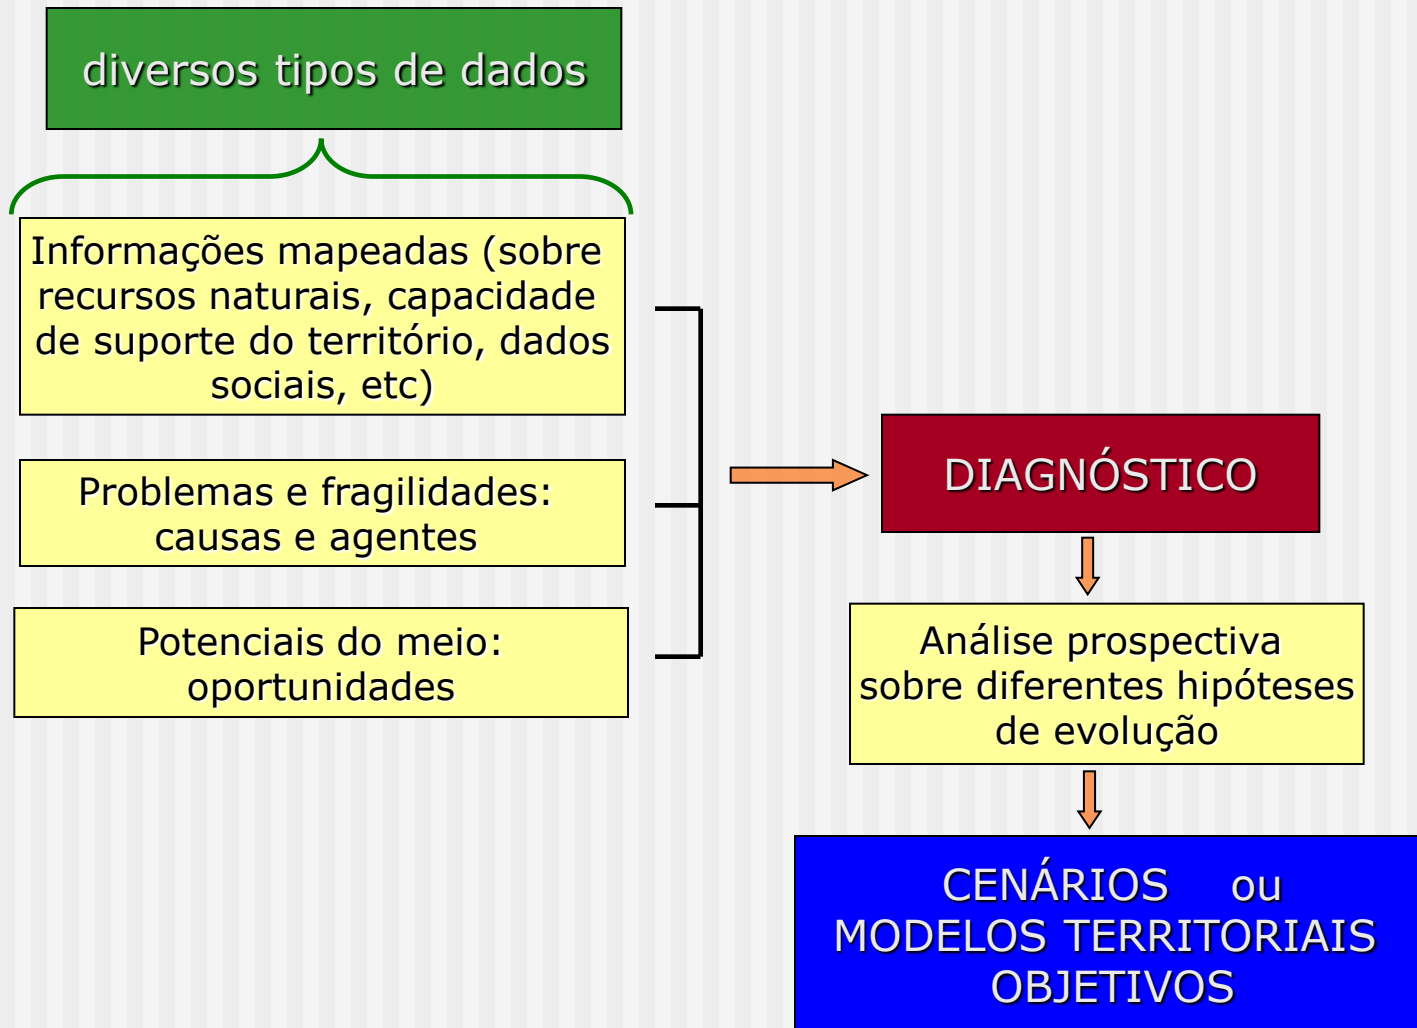 diversos tipos de dados
Informações mapeadas (sobre
recursos naturais, capacidade
de suporte do território, dados
sociais, etc)
Problemas e fragilidades:
causas e agentes
Potenciais do meio:
oportunidades
DIAGNÓSTICO
Análise prospectiva
sobre diferentes hipóteses
de evolução
CENÁRIOS ou
MODELOS TERRITORIAIS
OBJETIVOS